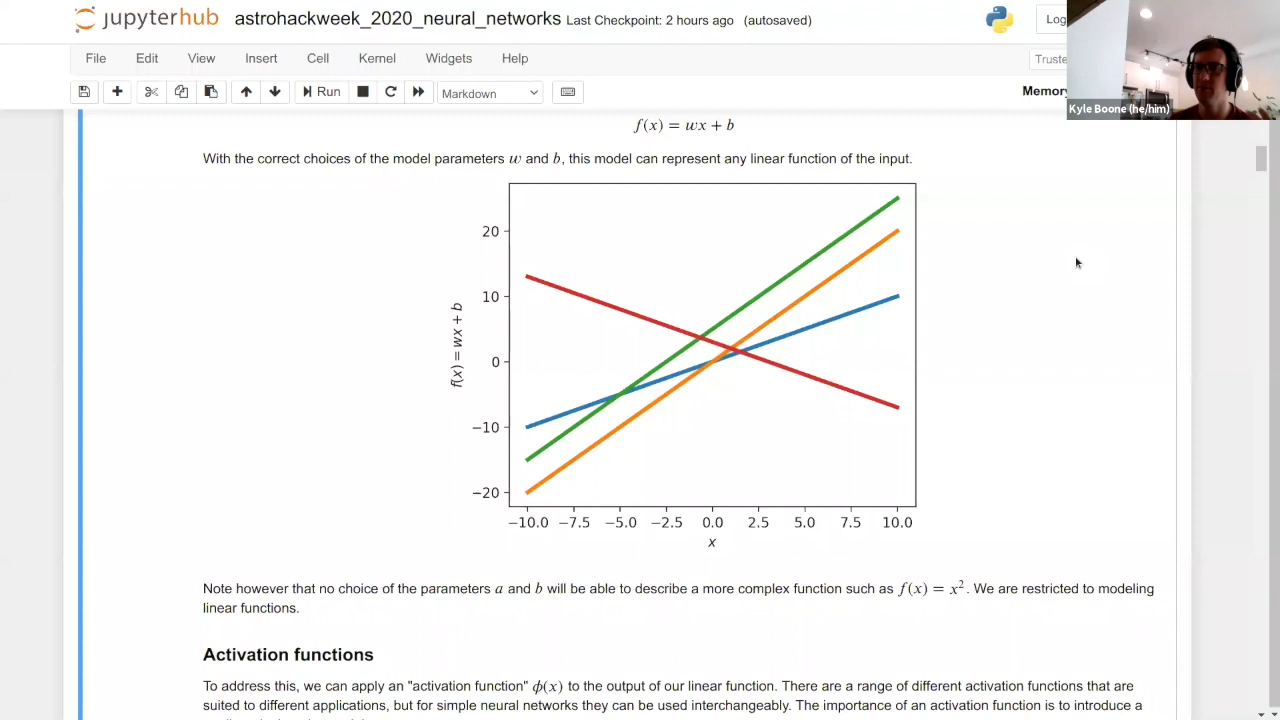 jupyterhub astrohackweek_2020_neural_networks Last Checkpoint: 2 hours ago (autosaved)
File Edit View Insert Cell Kernel Widgets Help
Run Markdown
Kyle Boone (he/him)
f(x) = wx + b
With the correct choices of the model parameters w and b, this model can represent any linear function of the input.
20
10
0
−10
−20
f(x) = wx + b
−10.0 −7.5 −5.0 −2.5 0.0 2.5 5.0 7.5 10.0
x
Note however that no choice of the parameters a and b will be able to describe a more complex function such as f(x) = x². We are restricted to modeling
linear functions.
Activation functions
To address this, we can apply an "activation function" ϕ(x) to the output of our linear function. There are a range of different activation functions that are
suited to different applications, but for simple neural networks they can be used interchangeably. The importance of an activation function is to introduce a